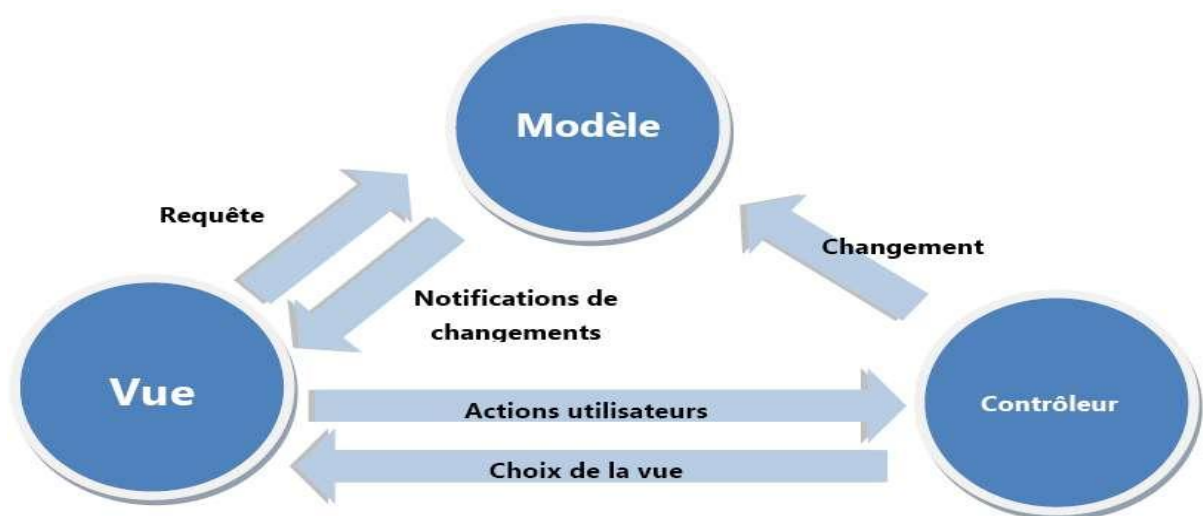 Modèle
Requête
Changement
Notifications de
changements
Vue
Contrôleur
Actions utilisateurs
Choix de la vue